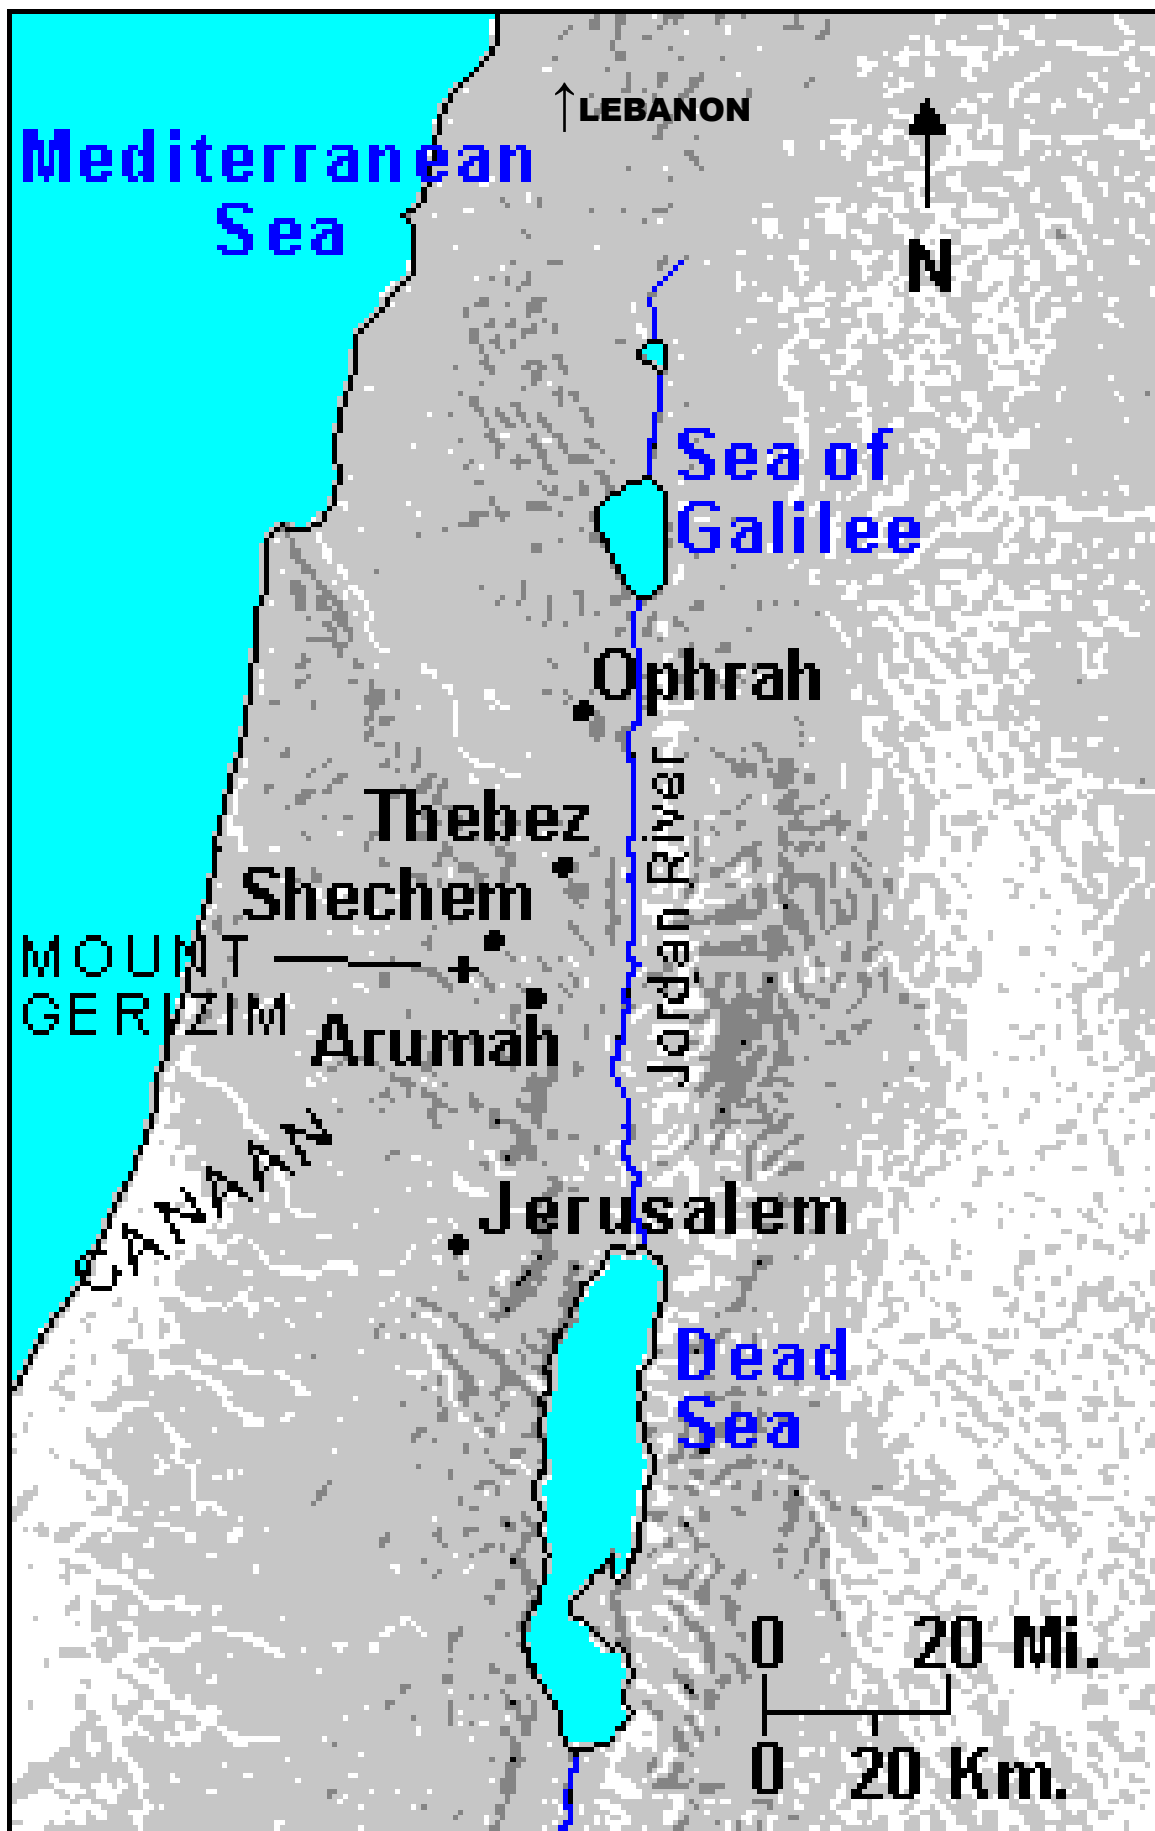 ↑LEBANON
Mediterranean
Sea
N
Sea of
Galilee
Ophrah
Jordan River
Thebez
Shechem
MOUNT
GERIZIM
Arumah
CANAAN
Jerusalem
Dead
Sea
0 20 Mi.
0 20 Km.